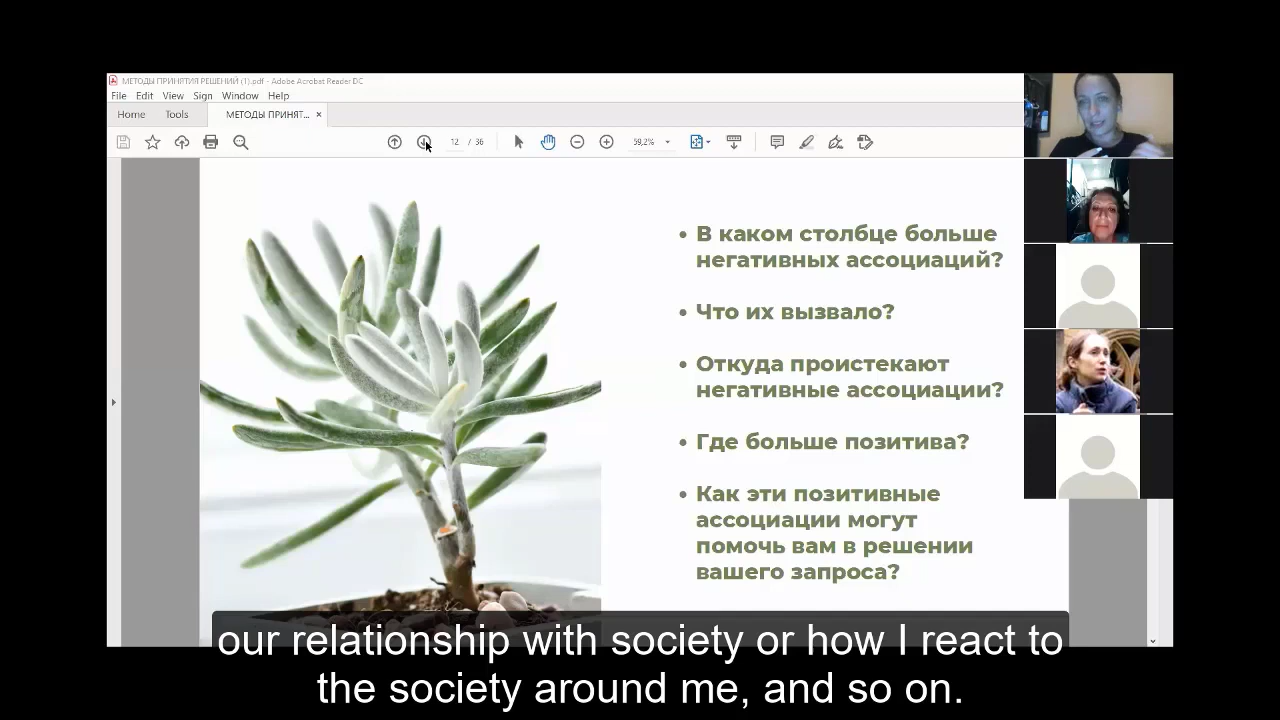 МЕТОДЫ ПРИНЯТИЯ РЕШЕНИЙ (1).pdf - Adobe Acrobat Reader DC
File Edit View Sign Window Help
Home Tools МЕТОДЫ ПРИНЯТ... ×
12 / 36 59,2%
• В каком столбце больше
негативных ассоциаций?
• Что их вызвало?
• Откуда проистекают
негативные ассоциации?
• Где больше позитива?
• Как эти позитивные
ассоциации могут
помочь вам в решении
вашего запроса?
our relationship with society or how I react to
the society around me, and so on.